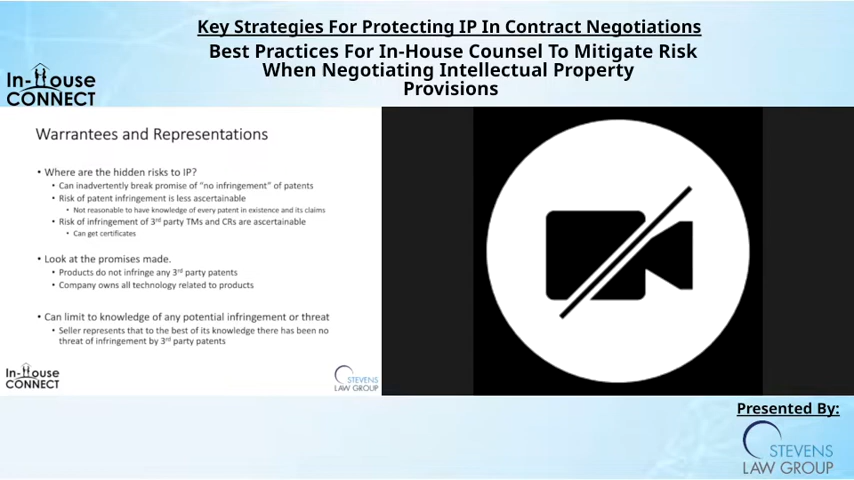 Key Strategies For Protecting IP In Contract Negotiations
Best Practices For In-House Counsel To Mitigate Risk
When Negotiating Intellectual Property
Provisions
In-House
CONNECT
Warrantees and Representations
• Where are the hidden risks to IP?
• Can inadvertently break promise of “no infringement” of patents
• Risk of patent infringement is less ascertainable
• Not reasonable to have knowledge of every patent in existence and its claims
• Risk of infringement of 3rd party TMs and CRs are ascertainable
• Can get certificates
• Look at the promises made.
• Products do not infringe any 3rd party patents
• Company owns all technology related to products
• Can limit to knowledge of any potential infringement or threat
• Seller represents that to the best of its knowledge there has been no
threat of infringement by 3rd party patents
In-House
CONNECT
STEVENS
LAW GROUP
Presented By:
STEVENS
LAW GROUP